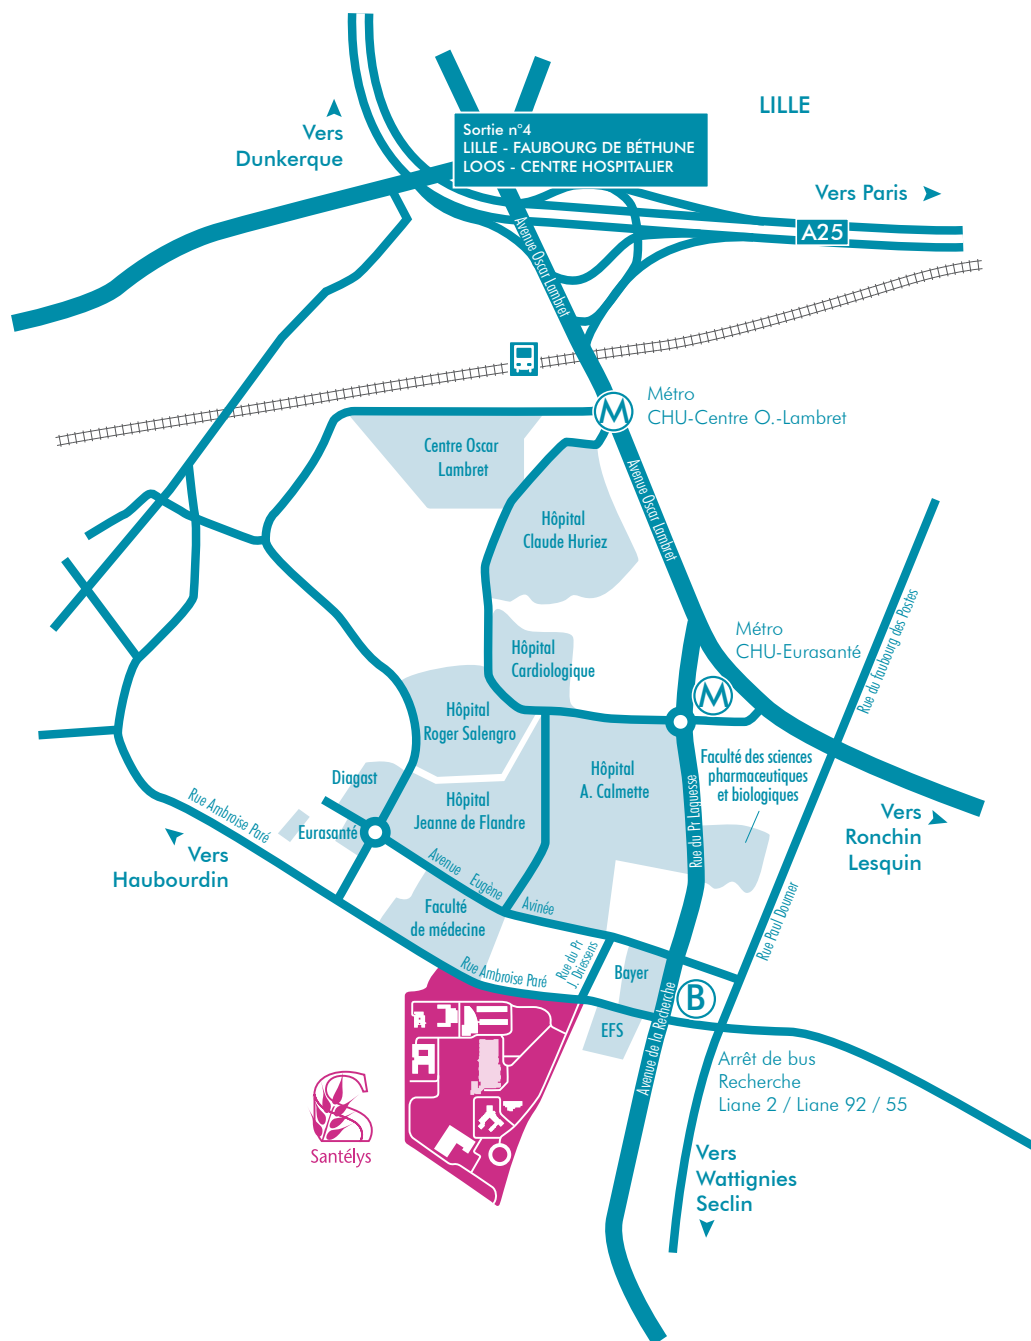 LILLE
Sortie n°4
LILLE - FAUBOURG DE BÉTHUNE
LOOS - CENTRE HOSPITALIER
Vers
Dunkerque
Vers Paris
A25
Avenue Oscar Lambret
Métro
CHU-Centre O.-Lambret
M
Centre Oscar
Lambret
Avenue Oscar Lambret
Hôpital
Claude Huriez
Rue du faubourg des Postes
Métro
CHU-Eurasanté
M
Hôpital
Cardiologique
Hôpital
Roger Salengro
Faculté des sciences
pharmaceutiques
et biologiques
Hôpital
A. Calmette
Diagast
Hôpital
Jeanne de Flandre
Rue du Pr Laguesse
Rue Ambroise Paré
Eurasanté
Vers
Ronchin
Lesquin
Vers
Haubourdin
Avenue Eugène Avinée
Faculté
de médecine
Rue Paul Doumer
Rue Ambroise Paré
Rue du Pr
J. Driessens
Bayer
B
EFS
Avenue de la Recherche
Arrêt de bus
Recherche
Liane 2 / Liane 92 / 55
Santélys
Vers
Wattignies
Seclin